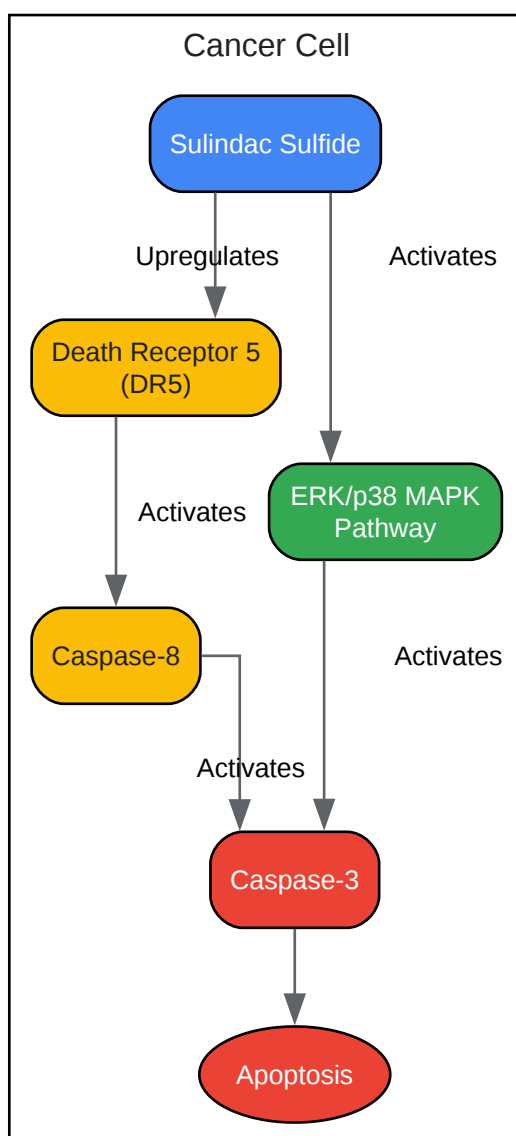 Cancer Cell
Sulindac Sulfide
Upregulates
Activates
Death Receptor 5
(DR5)
Activates
ERK/p38 MAPK
Pathway
Caspase-8
Activates
Activates
Caspase-3
Apoptosis